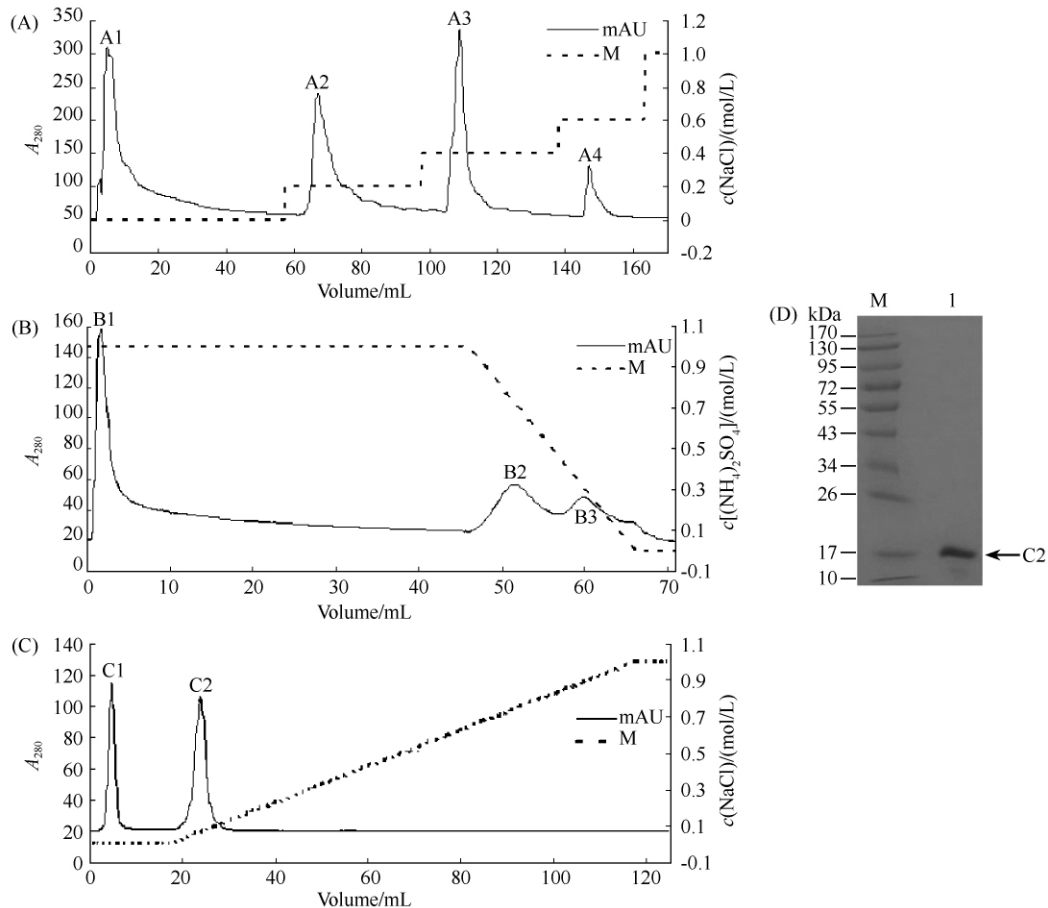 (A)
350
300
250
200
150
100
50
0
A280
A1
A2
A3
A4
mAU
M
1.2
1.0
0.8
0.6
0.4
0.2
0
-0.2
c(NaCl)/(mol/L)
0 20 40 60 80 100 120 140 160
Volume/mL
(B)
160
140
120
100
80
60
40
20
0
A280
B1
B2
B3
mAU
M
1.1
0.9
0.7
0.5
0.3
0.1
-0.1
c[(NH4)2SO4]/(mol/L)
0 10 20 30 40 50 60 70
Volume/mL
(C)
140
120
100
80
60
40
20
0
A280
C1
C2
mAU
M
1.1
0.9
0.7
0.5
0.3
0.1
-0.1
c(NaCl)/(mol/L)
0 20 40 60 80 100 120
Volume/mL
(D) kDa
M 1
170
130
95
72
55
43
34
26
17
10
C2